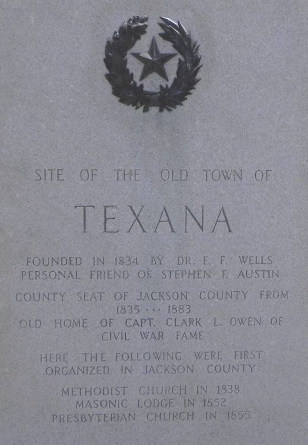 SITE OF THE OLD TOWN OF
TEXANA
FOUNDED IN 1834 BY DR. F. F. WELLS
PERSONAL FRIEND OF STEPHEN F. AUSTIN
COUNTY SEAT OF JACKSON COUNTY FROM
1835 ··· 1883
OLD HOME OF CAPT. CLARK L. OWEN OF
CIVIL WAR FAME
HERE THE FOLLOWING WERE FIRST
ORGANIZED IN JACKSON COUNTY
METHODIST CHURCH IN 1838
MASONIC LODGE IN 1852
PRESBYTERIAN CHURCH IN 1855